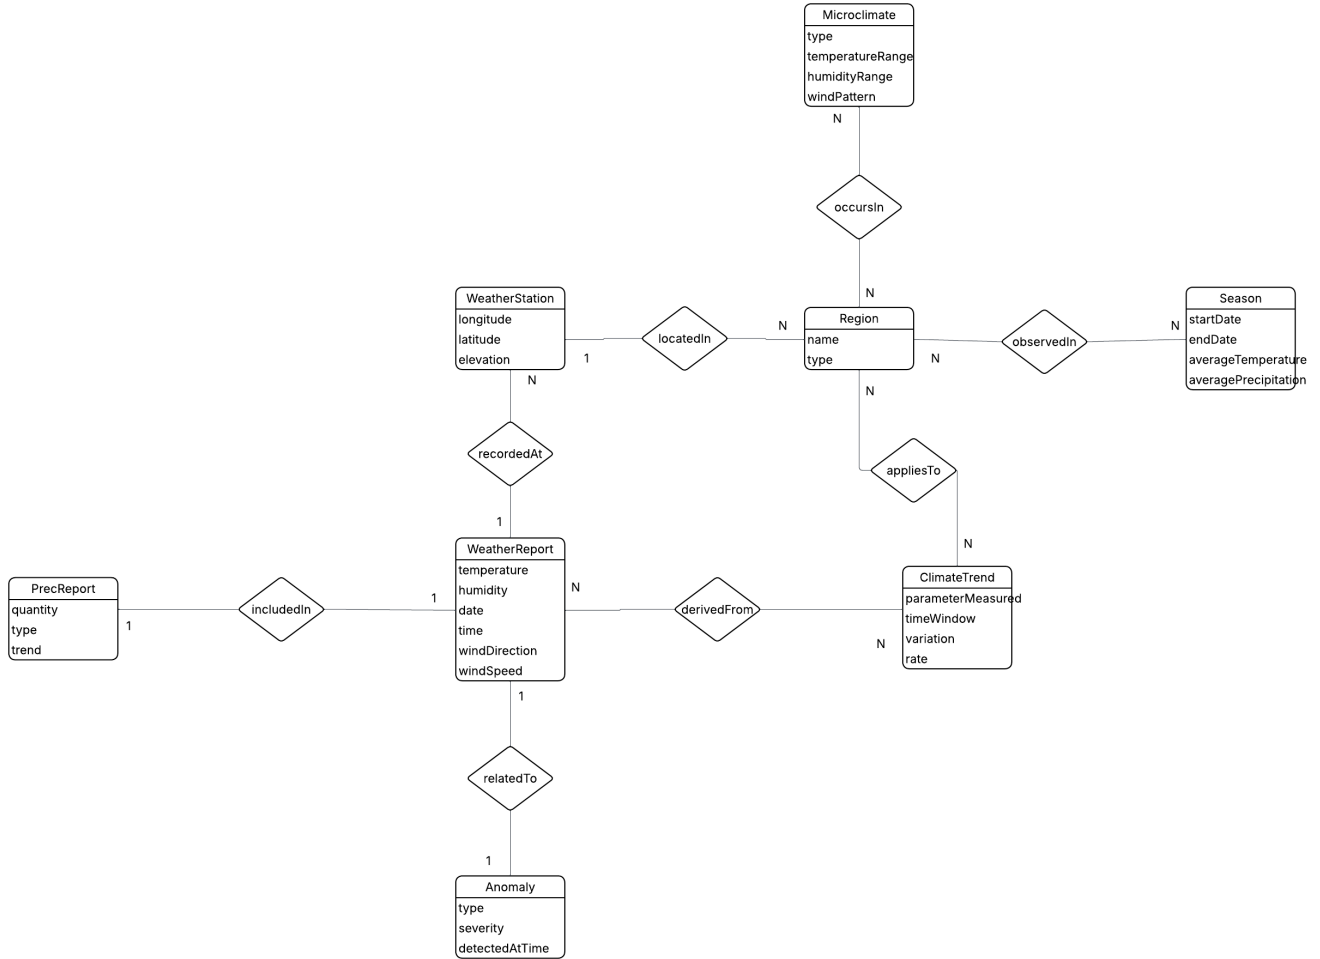 Microclimate
type
temperatureRange
humidityRange
windPattern
N
occursIn
N
WeatherStation
longitude
latitude
elevation
1
locatedIn
N
Region
name
type
N
observedIn
N
Season
startDate
endDate
averageTemperature
averagePrecipitation
N
recordedAt
1
N
appliesTo
N
WeatherReport
temperature
humidity
date
time
windDirection
windSpeed
PrecReport
quantity
type
trend
1
includedIn
1
N
derivedFrom
N
ClimateTrend
parameterMeasured
timeWindow
variation
rate
1
relatedTo
1
Anomaly
type
severity
detectedAtTime